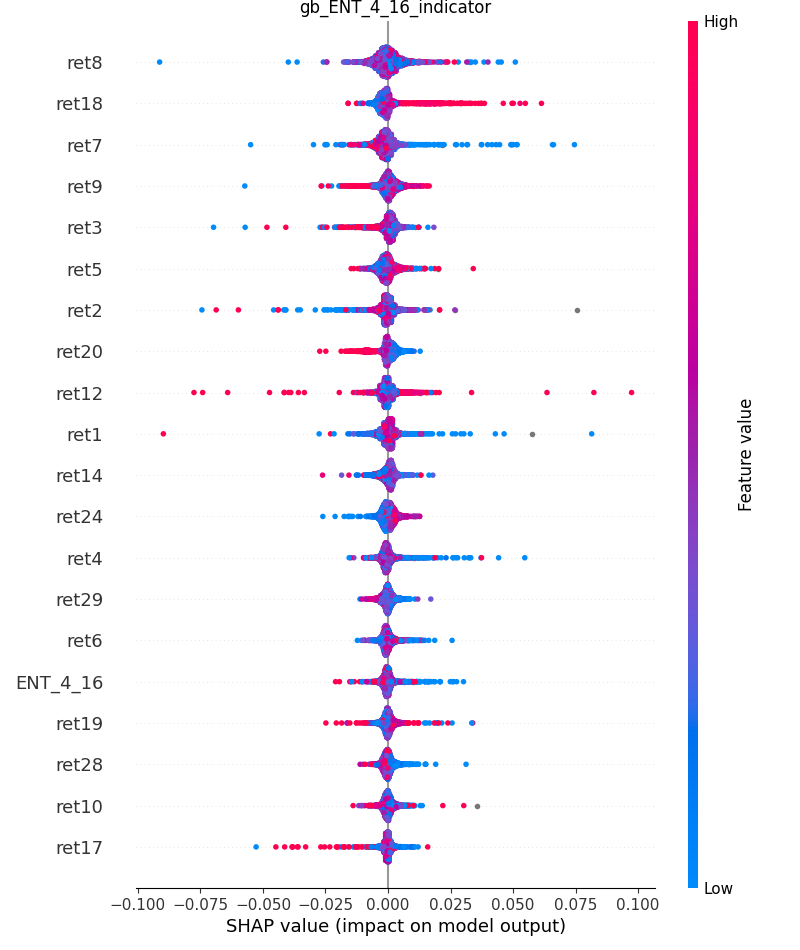 gb_ENT_4_16_indicator
High
ret8
ret18
ret7
ret9
ret3
ret5
ret2
ret20
ret12
ret1
ret14
ret24
ret4
ret29
ret6
ENT_4_16
ret19
ret28
ret10
ret17
Feature value
Low
−0.100 −0.075 −0.050 −0.025 0.000 0.025 0.050 0.075 0.100
SHAP value (impact on model output)